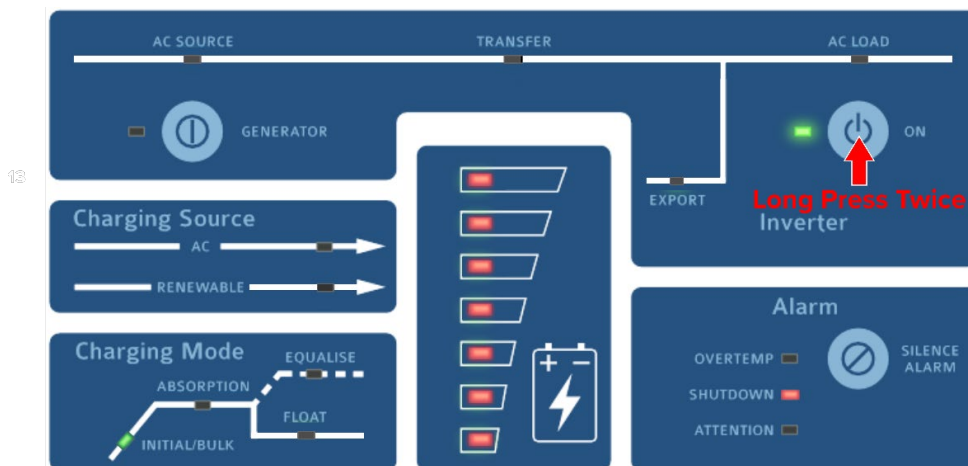 AC SOURCE
TRANSFER
AC LOAD
GENERATOR
ON
13
EXPORT
Long Press Twice
Inverter
Charging Source
AC
RENEWABLE
Charging Mode
EQUALISE
ABSORPTION
FLOAT
INITIAL/BULK
Alarm
OVERTEMP
SILENCE
ALARM
SHUTDOWN
ATTENTION